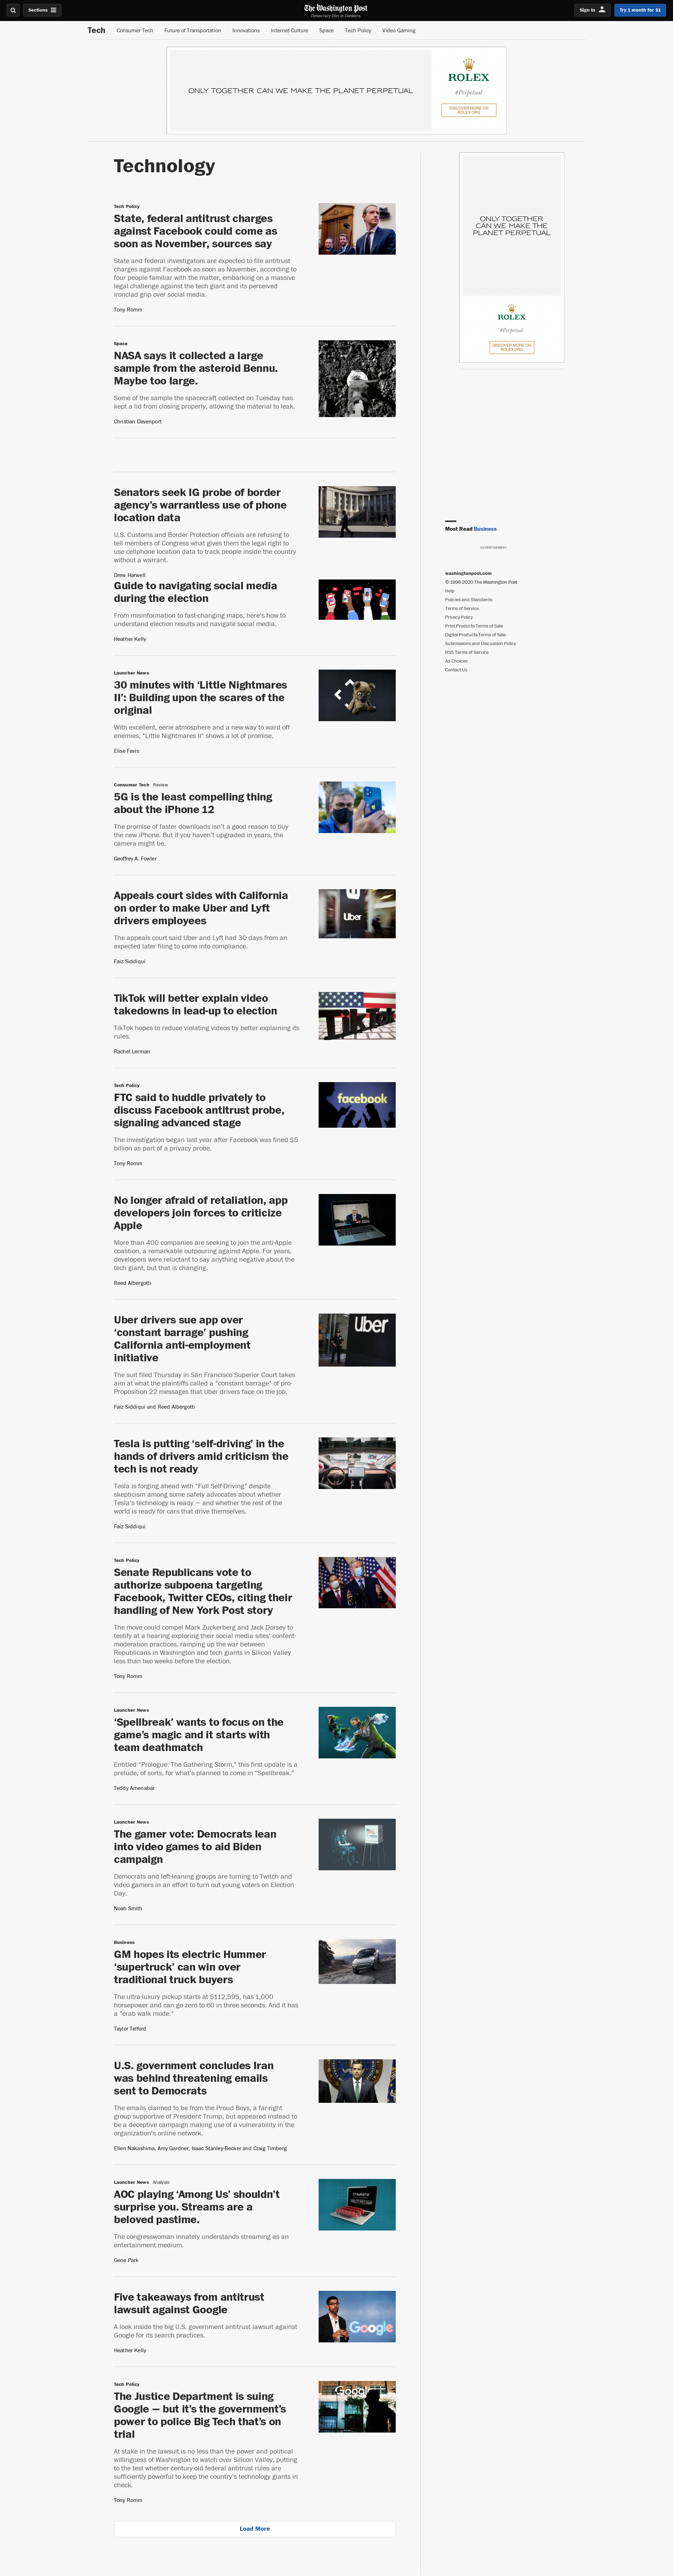 Sections
The Washington Post
Democracy Dies in Darkness
Sign In
Try 1 month for $1
Tech
Consumer Tech
Future of Transportation
Innovations
Internet Culture
Space
Tech Policy
Video Gaming
ONLY TOGETHER CAN WE MAKE THE PLANET PERPETUAL
ROLEX
#Perpetual
DISCOVER MORE ON
ROLEX.ORG
Technology
Tech Policy
State, federal antitrust charges
against Facebook could come as
soon as November, sources say
State and federal investigators are expected to file antitrust
charges against Facebook as soon as November, according to
four people familiar with the matter, embarking on a massive
legal challenge against the tech giant and its perceived
ironclad grip over social media.
Tony Romm
Space
NASA says it collected a large
sample from the asteroid Bennu.
Maybe too large.
Some of the sample the spacecraft collected on Tuesday has
kept a lid from closing properly, allowing the material to leak.
Christian Davenport
Senators seek IG probe of border
agency’s warrantless use of phone
location data
U.S. Customs and Border Protection officials are refusing to
tell members of Congress what gives them the legal right to
use cellphone location data to track people inside the country
without a warrant.
Drew Harwell
Guide to navigating social media
during the election
From misinformation to fast-changing maps, here's how to
understand election results and navigate social media.
Heather Kelly
Launcher News
30 minutes with ‘Little Nightmares
II’: Building upon the scares of the
original
With excellent, eerie atmosphere and a new way to ward off
enemies, "Little Nightmares II" shows a lot of promise.
Elise Favis
Consumer Tech Review
5G is the least compelling thing
about the iPhone 12
The promise of faster downloads isn’t a good reason to buy
the new iPhone. But if you haven’t upgraded in years, the
camera might be.
Geoffrey A. Fowler
Appeals court sides with California
on order to make Uber and Lyft
drivers employees
The appeals court said Uber and Lyft had 30 days from an
expected later filing to come into compliance.
Faiz Siddiqui
Uber
TikTok will better explain video
takedowns in lead-up to election
TikTok hopes to reduce violating videos by better explaining its
rules.
Rachel Lerman
TikTok
Tech Policy
FTC said to huddle privately to
discuss Facebook antitrust probe,
signaling advanced stage
The investigation began last year after Facebook was fined $5
billion as part of a privacy probe.
Tony Romm
facebook
No longer afraid of retaliation, app
developers join forces to criticize
Apple
More than 400 companies are seeking to join the anti-Apple
coalition, a remarkable outpouring against Apple. For years,
developers were reluctant to say anything negative about the
tech giant, but that is changing.
Reed Albergotti
Uber drivers sue app over
‘constant barrage’ pushing
California anti-employment
initiative
The suit filed Thursday in San Francisco Superior Court takes
aim at what the plaintiffs called a "constant barrage" of pro-
Proposition 22 messages that Uber drivers face on the job.
Faiz Siddiqui and Reed Albergotti
Uber
Tesla is putting ‘self-driving’ in the
hands of drivers amid criticism the
tech is not ready
Tesla is forging ahead with “Full Self-Driving” despite
skepticism among some safety advocates about whether
Tesla’s technology is ready — and whether the rest of the
world is ready for cars that drive themselves.
Faiz Siddiqui
Tech Policy
Senate Republicans vote to
authorize subpoena targeting
Facebook, Twitter CEOs, citing their
handling of New York Post story
The move could compel Mark Zuckerberg and Jack Dorsey to
testify at a hearing exploring their social media sites' content-
moderation practices, ramping up the war between
Republicans in Washington and tech giants in Silicon Valley
less than two weeks before the election.
Tony Romm
Launcher News
‘Spellbreak’ wants to focus on the
game’s magic and it starts with
team deathmatch
Entitled “Prologue: The Gathering Storm,” this first update is a
prelude, of sorts, for what’s planned to come in “Spellbreak.”
Teddy Amenabar
Launcher News
The gamer vote: Democrats lean
into video games to aid Biden
campaign
Democrats and left-leaning groups are turning to Twitch and
video gamers in an effort to turn out young voters on Election
Day.
Noah Smith
Business
GM hopes its electric Hummer
‘supertruck’ can win over
traditional truck buyers
The ultra-luxury pickup starts at $112,595, has 1,000
horsepower and can go zero to 60 in three seconds. And it has
a “crab walk mode."
Taylor Telford
U.S. government concludes Iran
was behind threatening emails
sent to Democrats
The emails claimed to be from the Proud Boys, a far-right
group supportive of President Trump, but appeared instead to
be a deceptive campaign making use of a vulnerability in the
organization's online network.
Ellen Nakashima, Amy Gardner, Isaac Stanley-Becker and Craig Timberg
Launcher News Analysis
AOC playing ‘Among Us’ shouldn’t
surprise you. Streams are a
beloved pastime.
The congresswoman innately understands streaming as an
entertainment medium.
Gene Park
Five takeaways from antitrust
lawsuit against Google
A look inside the big U.S. government antitrust lawsuit against
Google for its search practices.
Heather Kelly
Google
Tech Policy
The Justice Department is suing
Google — but it’s the government’s
power to police Big Tech that’s on
trial
At stake in the lawsuit is no less than the power and political
willingness of Washington to watch over Silicon Valley, putting
to the test whether century-old federal antitrust rules are
sufficiently powerful to keep the country’s technology giants in
check.
Tony Romm
Google
Load More
ONLY TOGETHER
CAN WE MAKE THE
PLANET PERPETUAL
ROLEX
#Perpetual
DISCOVER MORE ON
ROLEX.ORG
Most Read Business
ADVERTISEMENT
washingtonpost.com
© 1996-2020 The Washington Post
Help
Policies and Standards
Terms of Service
Privacy Policy
Print Products Terms of Sale
Digital Products Terms of Sale
Submissions and Discussion Policy
RSS Terms of Service
Ad Choices
Contact Us